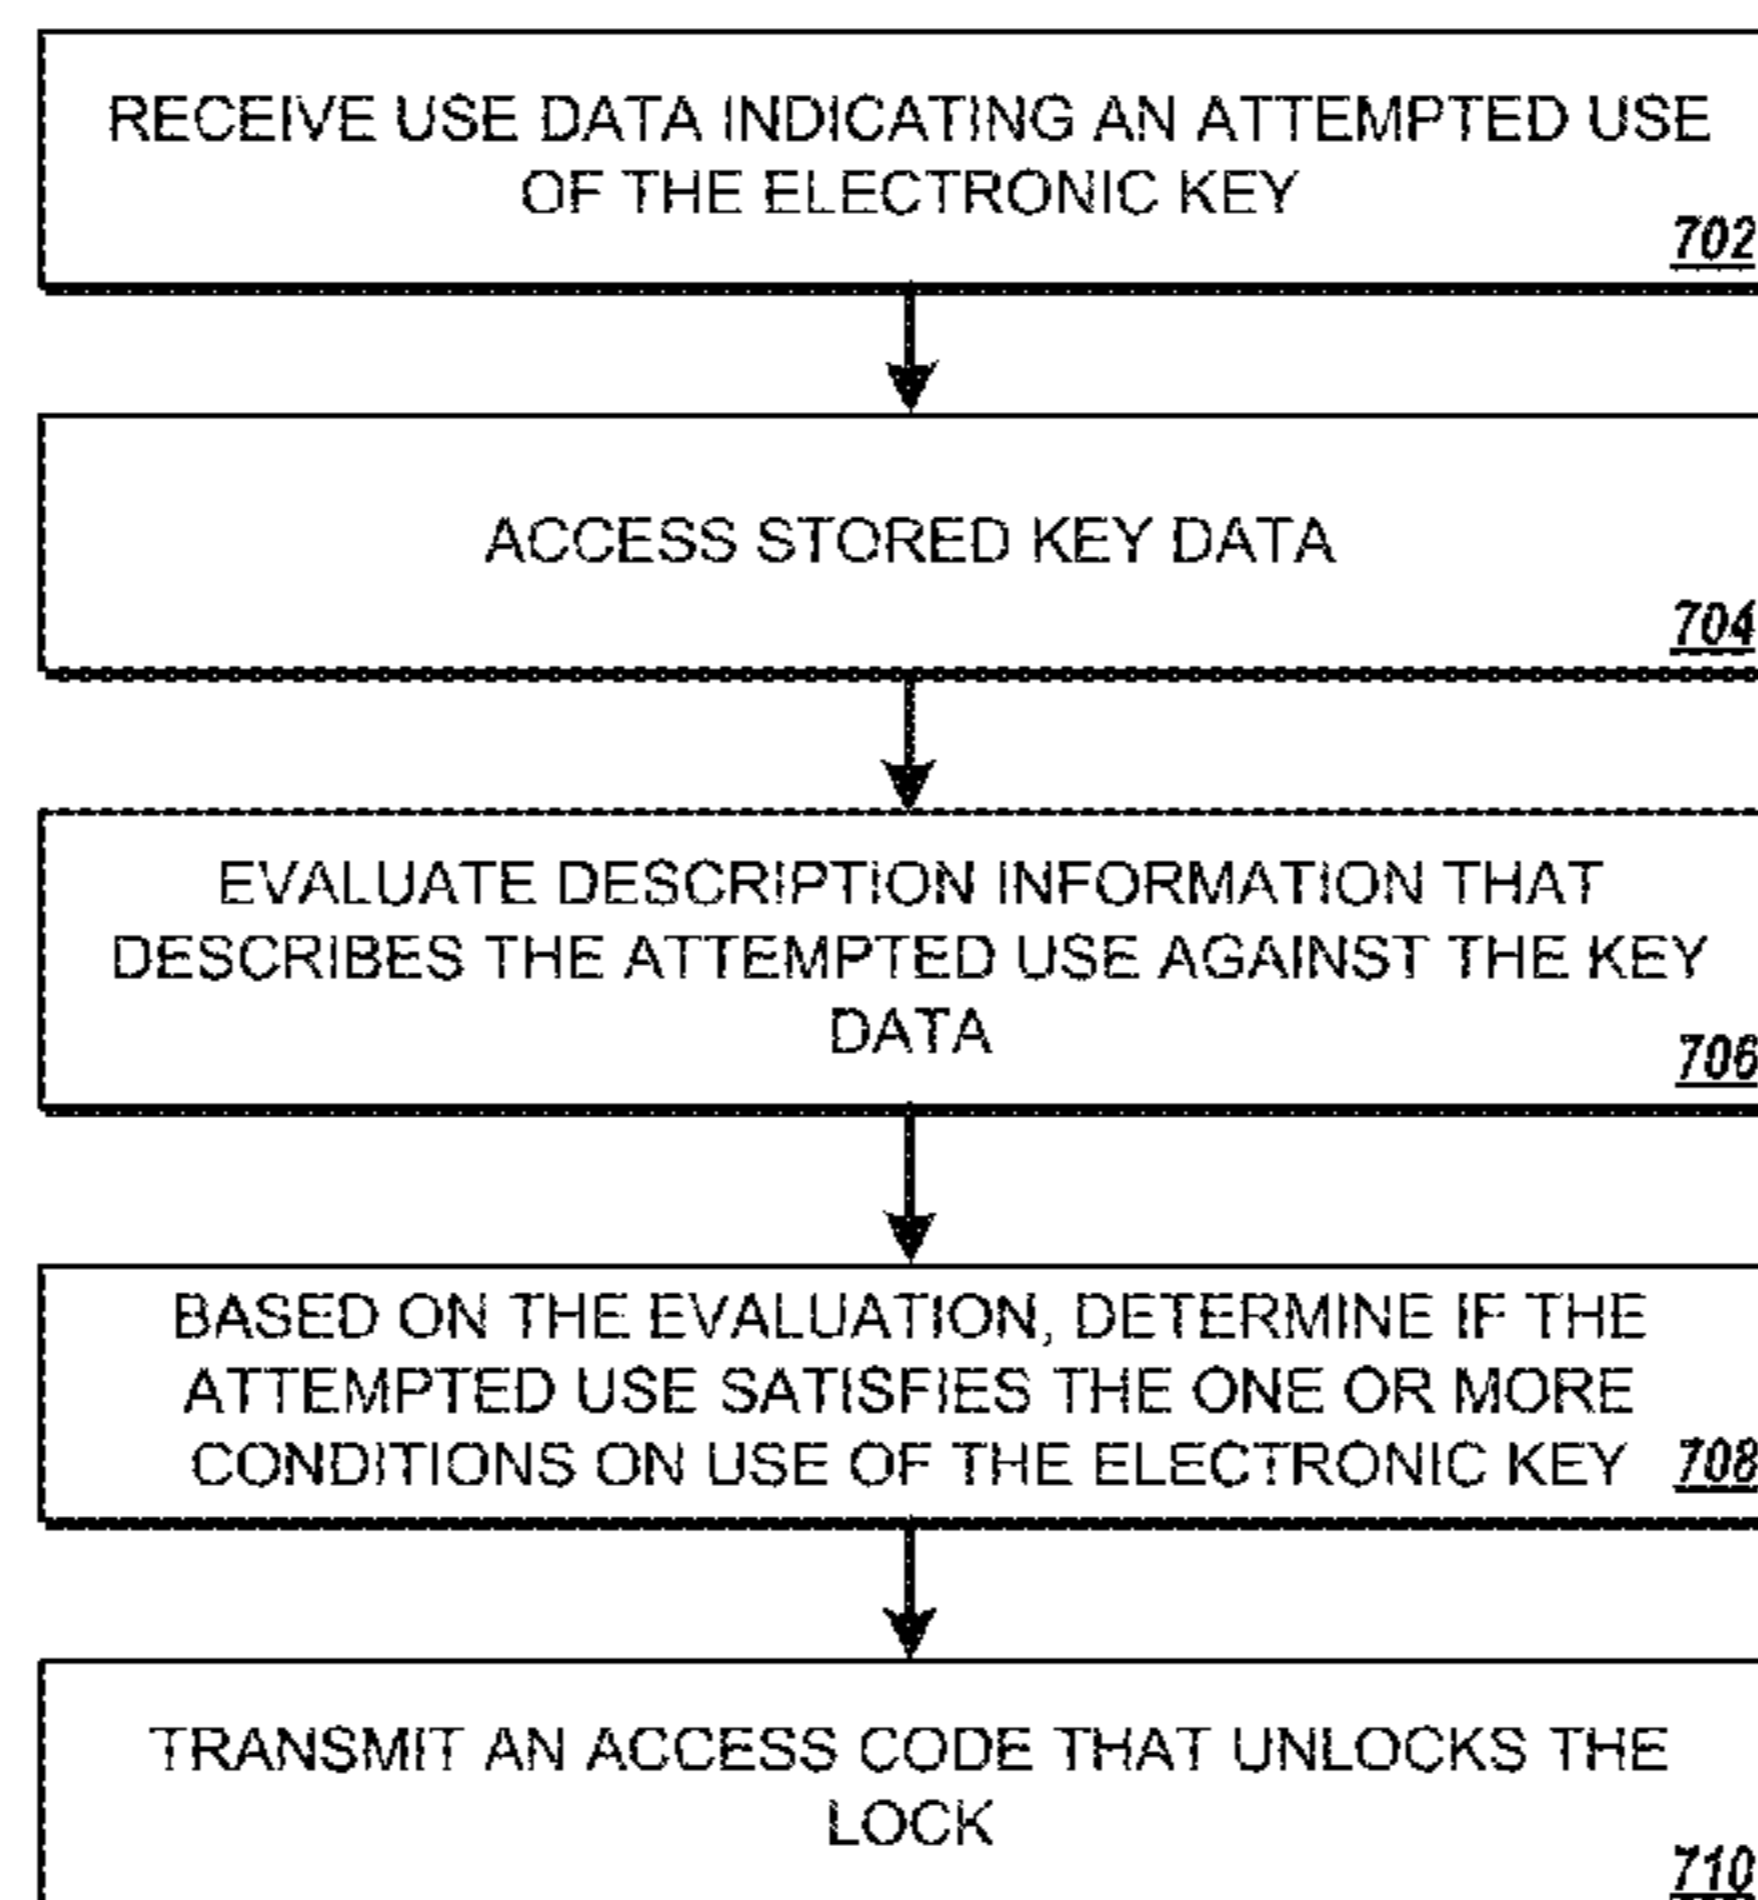 RECEIVE USE DATA INDICATING AN ATTEMPTED USE
OF THE ELECTRONIC KEY
702
ACCESS STORED KEY DATA
704
EVALUATE DESCRIPTION INFORMATION THAT
DESCRIBES THE ATTEMPTED USE AGAINST THE KEY
DATA
706
BASED ON THE EVALUATION, DETERMINE IF THE
ATTEMPTED USE SATISFIES THE ONE OR MORE
CONDITIONS ON USE OF THE ELECTRONIC KEY 708
TRANSMIT AN ACCESS CODE THAT UNLOCKS THE
LOCK
710